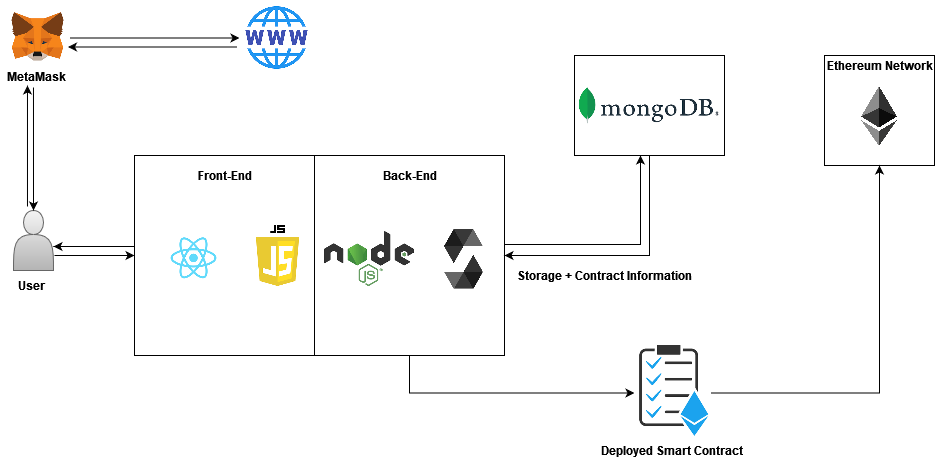 WWW
MetaMask
Ethereum Network
mongoDB®
Front-End
Back-End
JS
JS
node
JS
User
Storage + Contract Information
Deployed Smart Contract